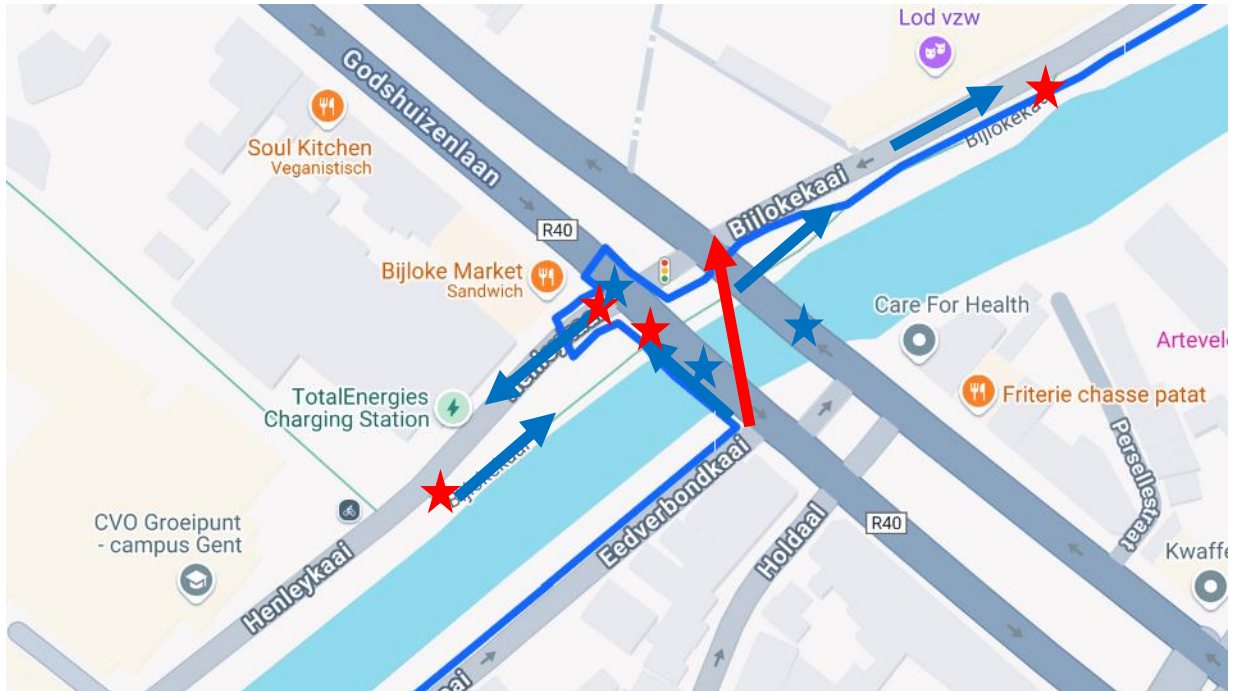 Lod vzw
Godshuizenlaan
Soul Kitchen
Veganistisch
Bijlokekaai
Bijlokekaai
R40
Bijloke Market
Sandwich
Care For Health
Artevel
TotalEnergies
Charging Station
Friterie chasse patat
Persellestraat
CVO Groeipunt
- campus Gent
Eedverbondkaai
Holdaal
R40
Kwaffe
Henleykaai
aai